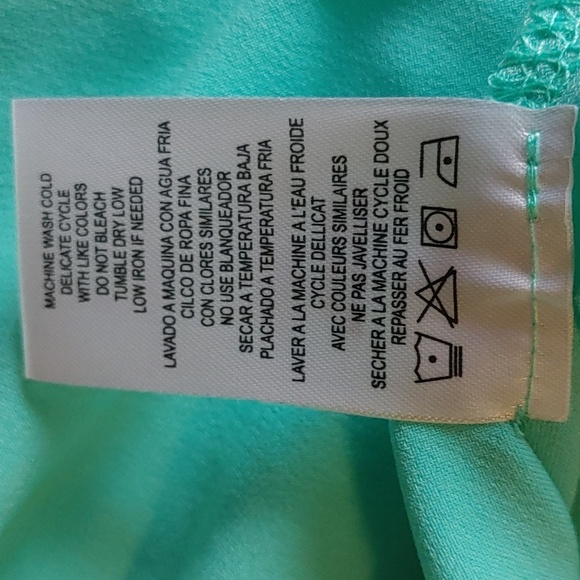 MACHINE WASH COLD
DELICATE CYCLE
WITH LIKE COLORS
DO NOT BLEACH
TUMBLE DRY LOW
LOW IRON IF NEEDED
LAVADO A MAQUINA CON AGUA FRIA
CILCO DE ROPA FINA
CON CLORES SIMILARES
NO USE BLANQUEADOR
SECAR A TEMPERATURA BAJA
PLACHADO A TEMPERATURA FRIA
LAVER A LA MACHINE A L'EAU FROIDE
CYCLE DELLICAT
AVEC COULEURS SIMILAIRES
NE PAS JAVELLISER
SECHER A LA MACHINE CYCLE DOUX
REPASSER AU FER FROID